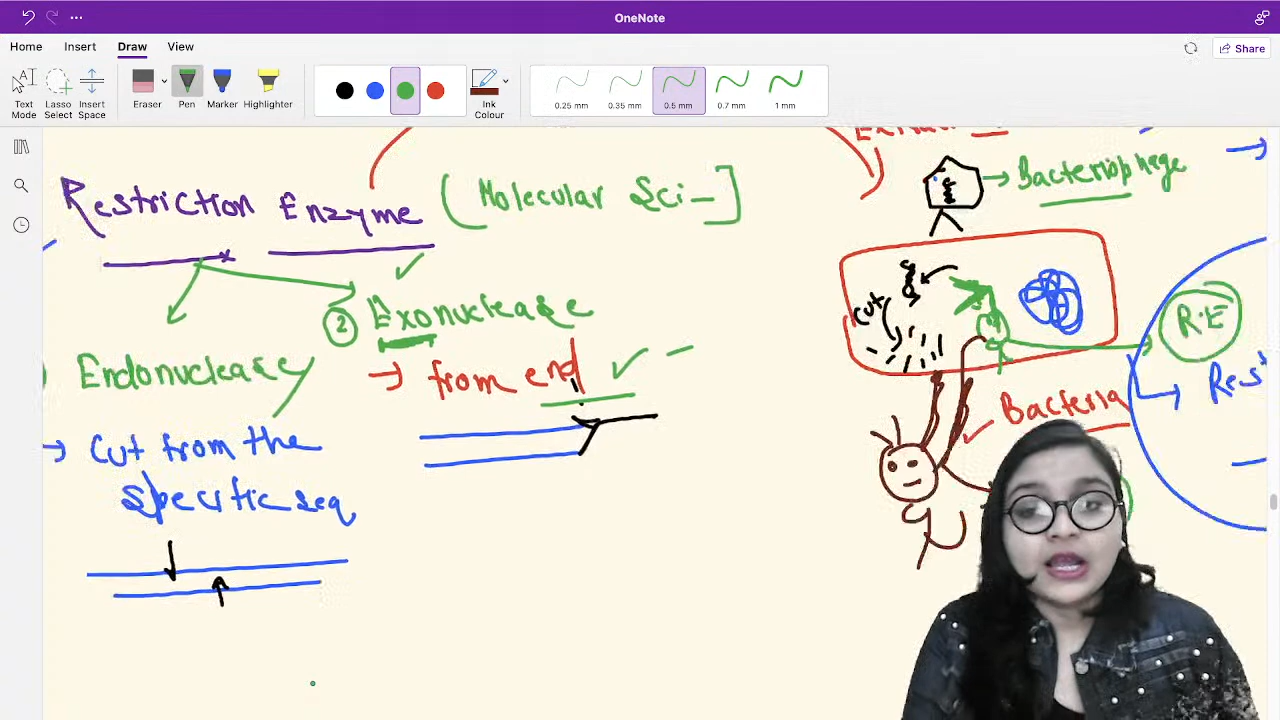 OneNote
Home Insert Draw View
Share
Text Mode
Lasso Select
Insert Space
Eraser
Pen
Marker
Highlighter
Ink Colour
0.25 mm
0.35 mm
0.5 mm
0.7 mm
1 mm
Restriction Enzyme (Molecular Sci-]
② Exonuclease
→ from end
Endonuclease
→ Cut from the
specific seq
→ Bacteriophage
Cut
R.E
Bacteria